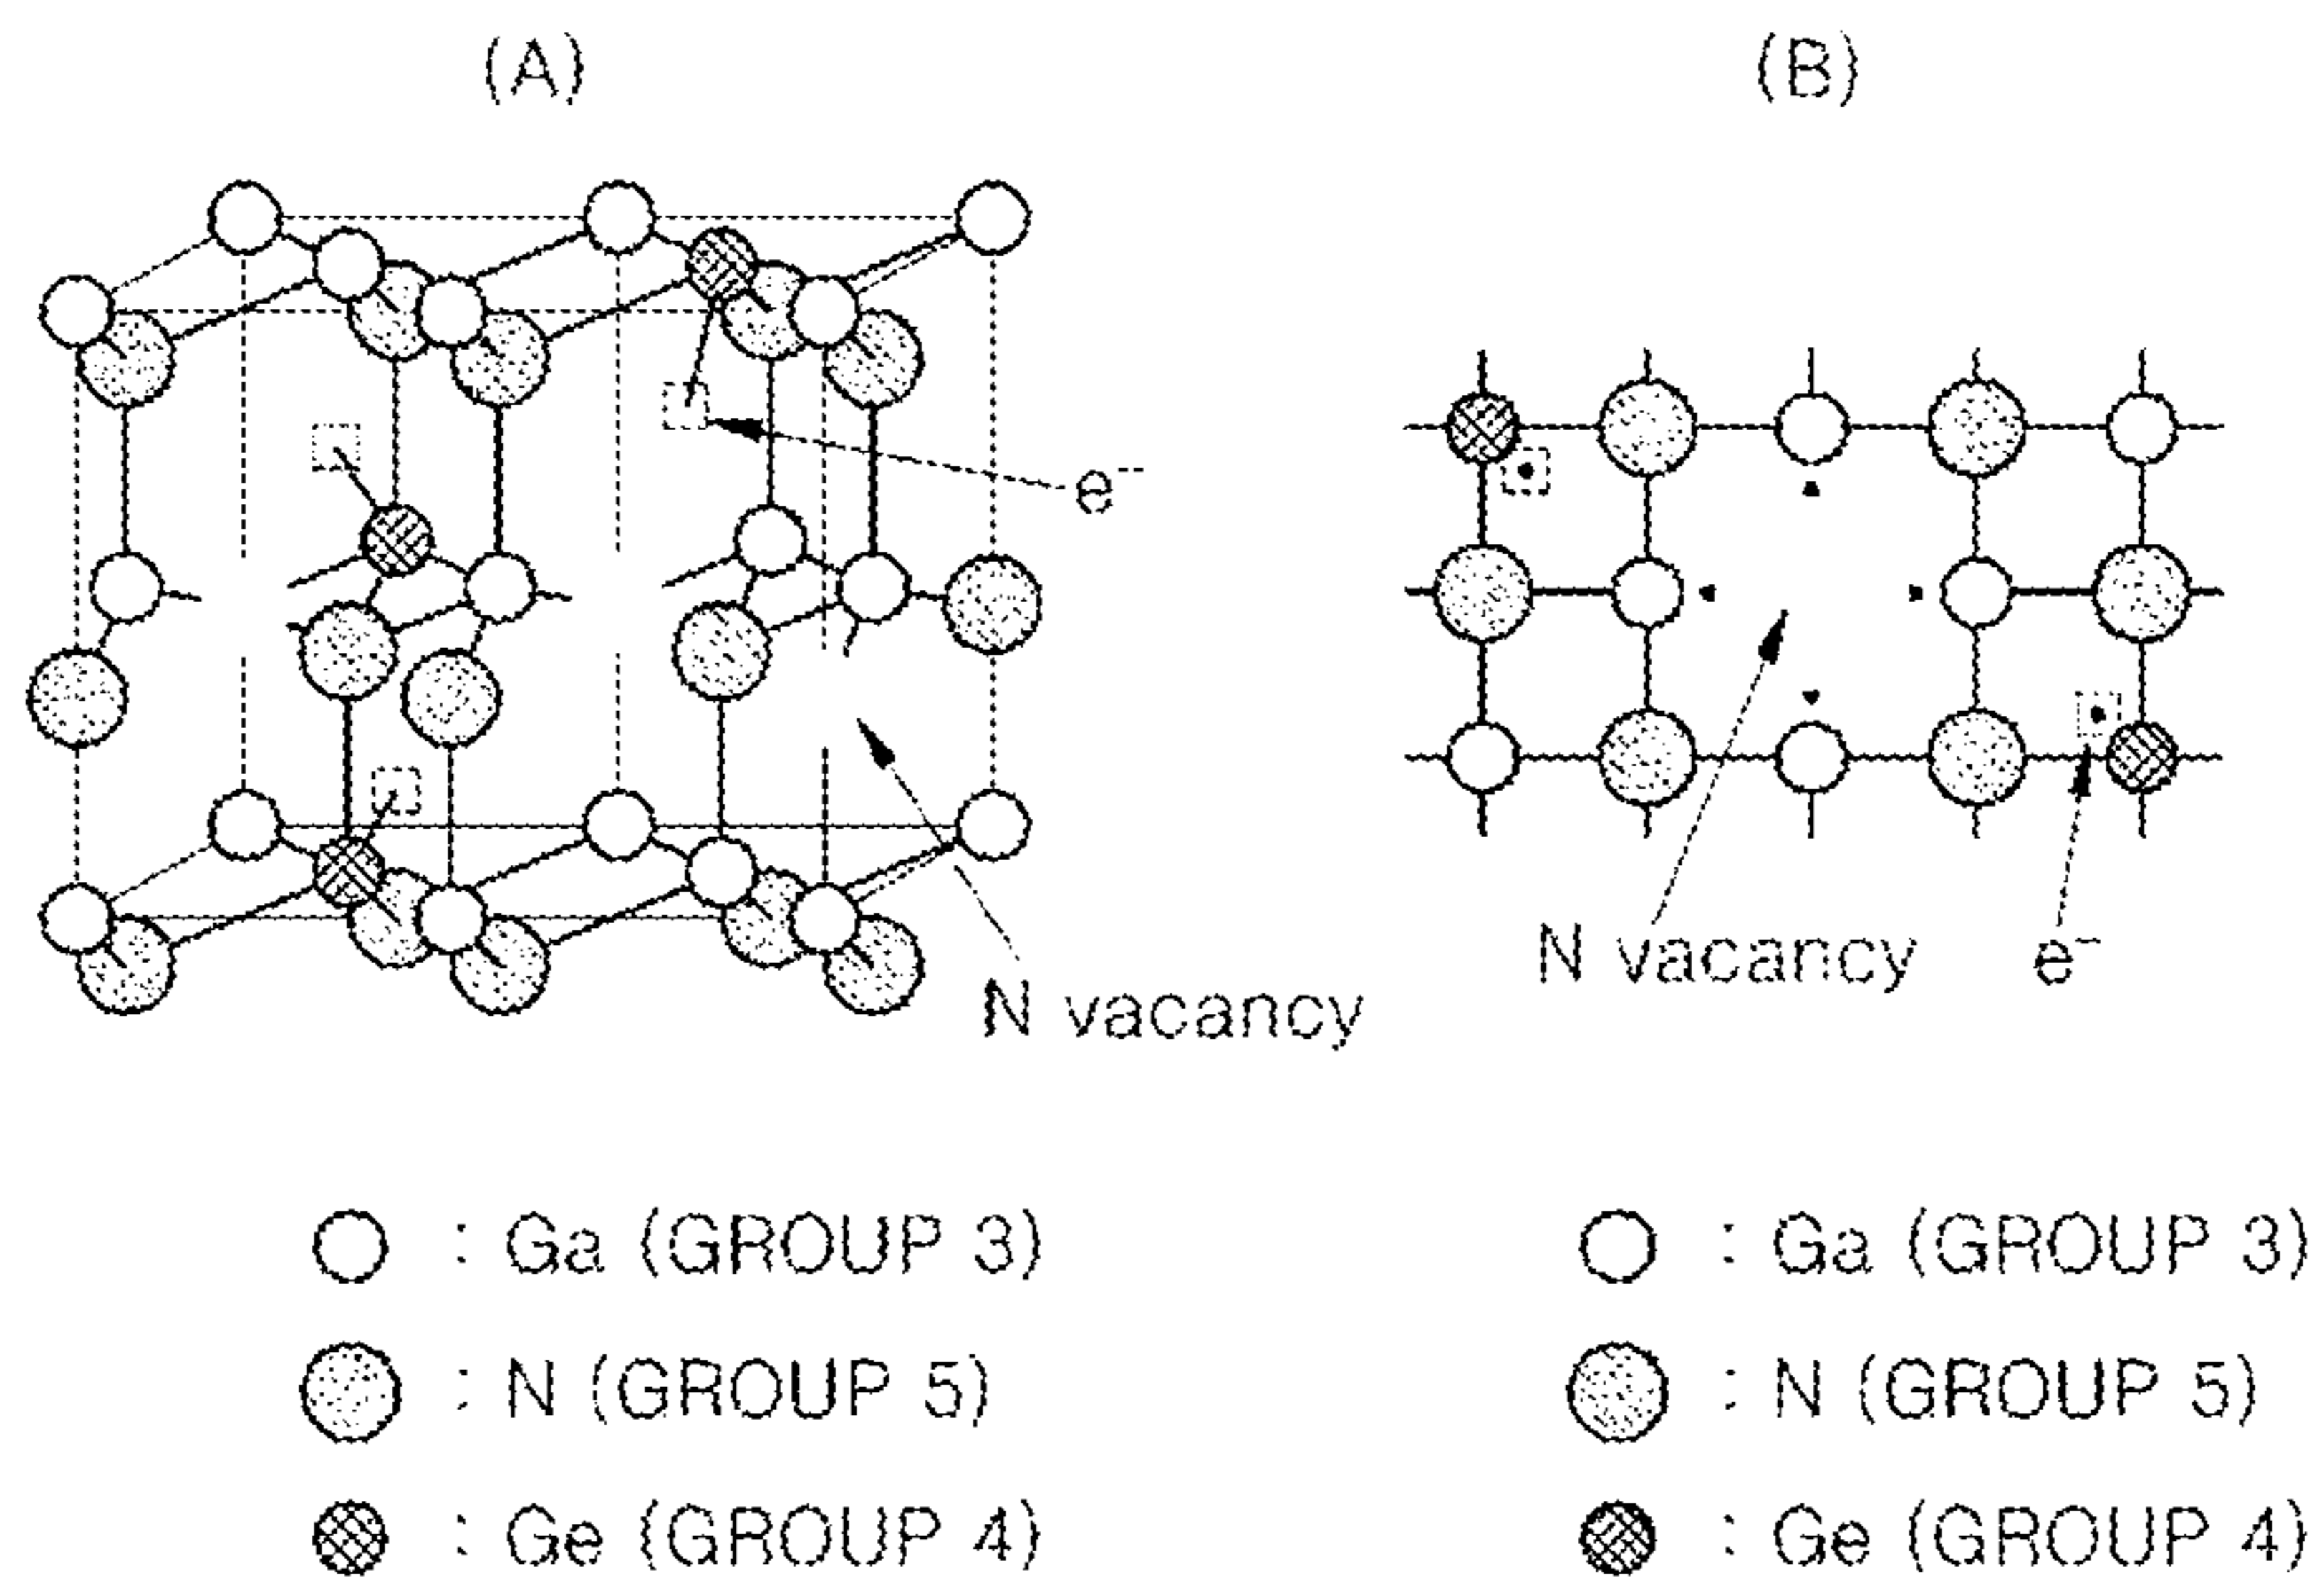 (A)
e⁻
N vacancy
: Ga (GROUP 3)
: N (GROUP 5)
: Ge (GROUP 4)
(B)
N vacancy
e⁻
: Ga (GROUP 3)
: N (GROUP 5)
: Ge (GROUP 4)